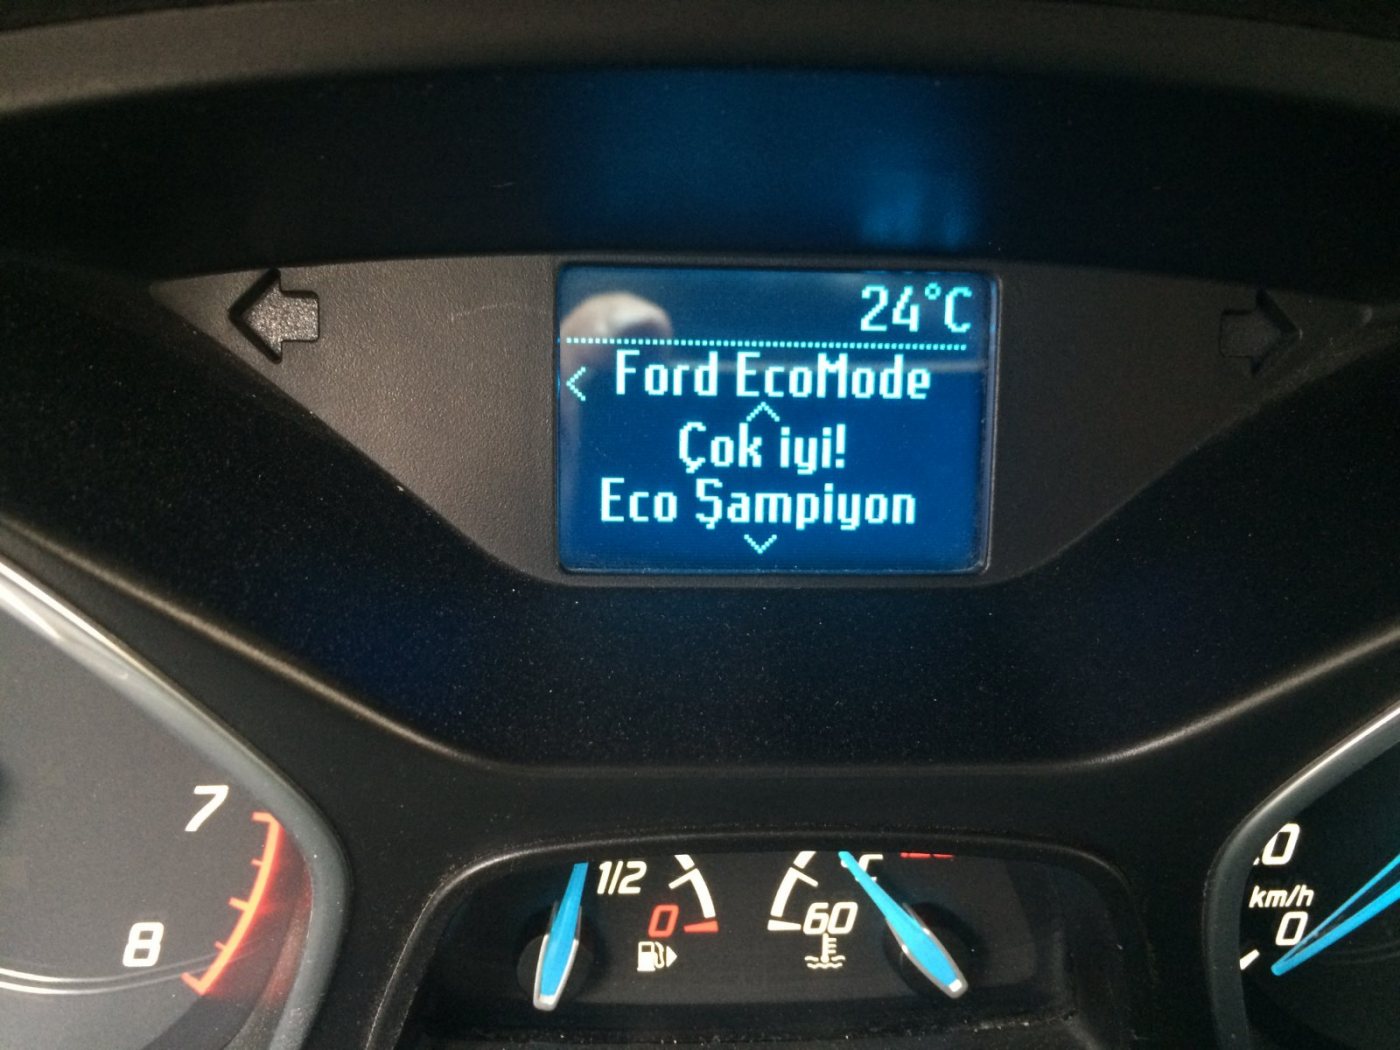 24°C
Ford EcoMode
Çok iyi!
Eco Şampiyon
7
8
1/2
0
60
°C
km/h
0